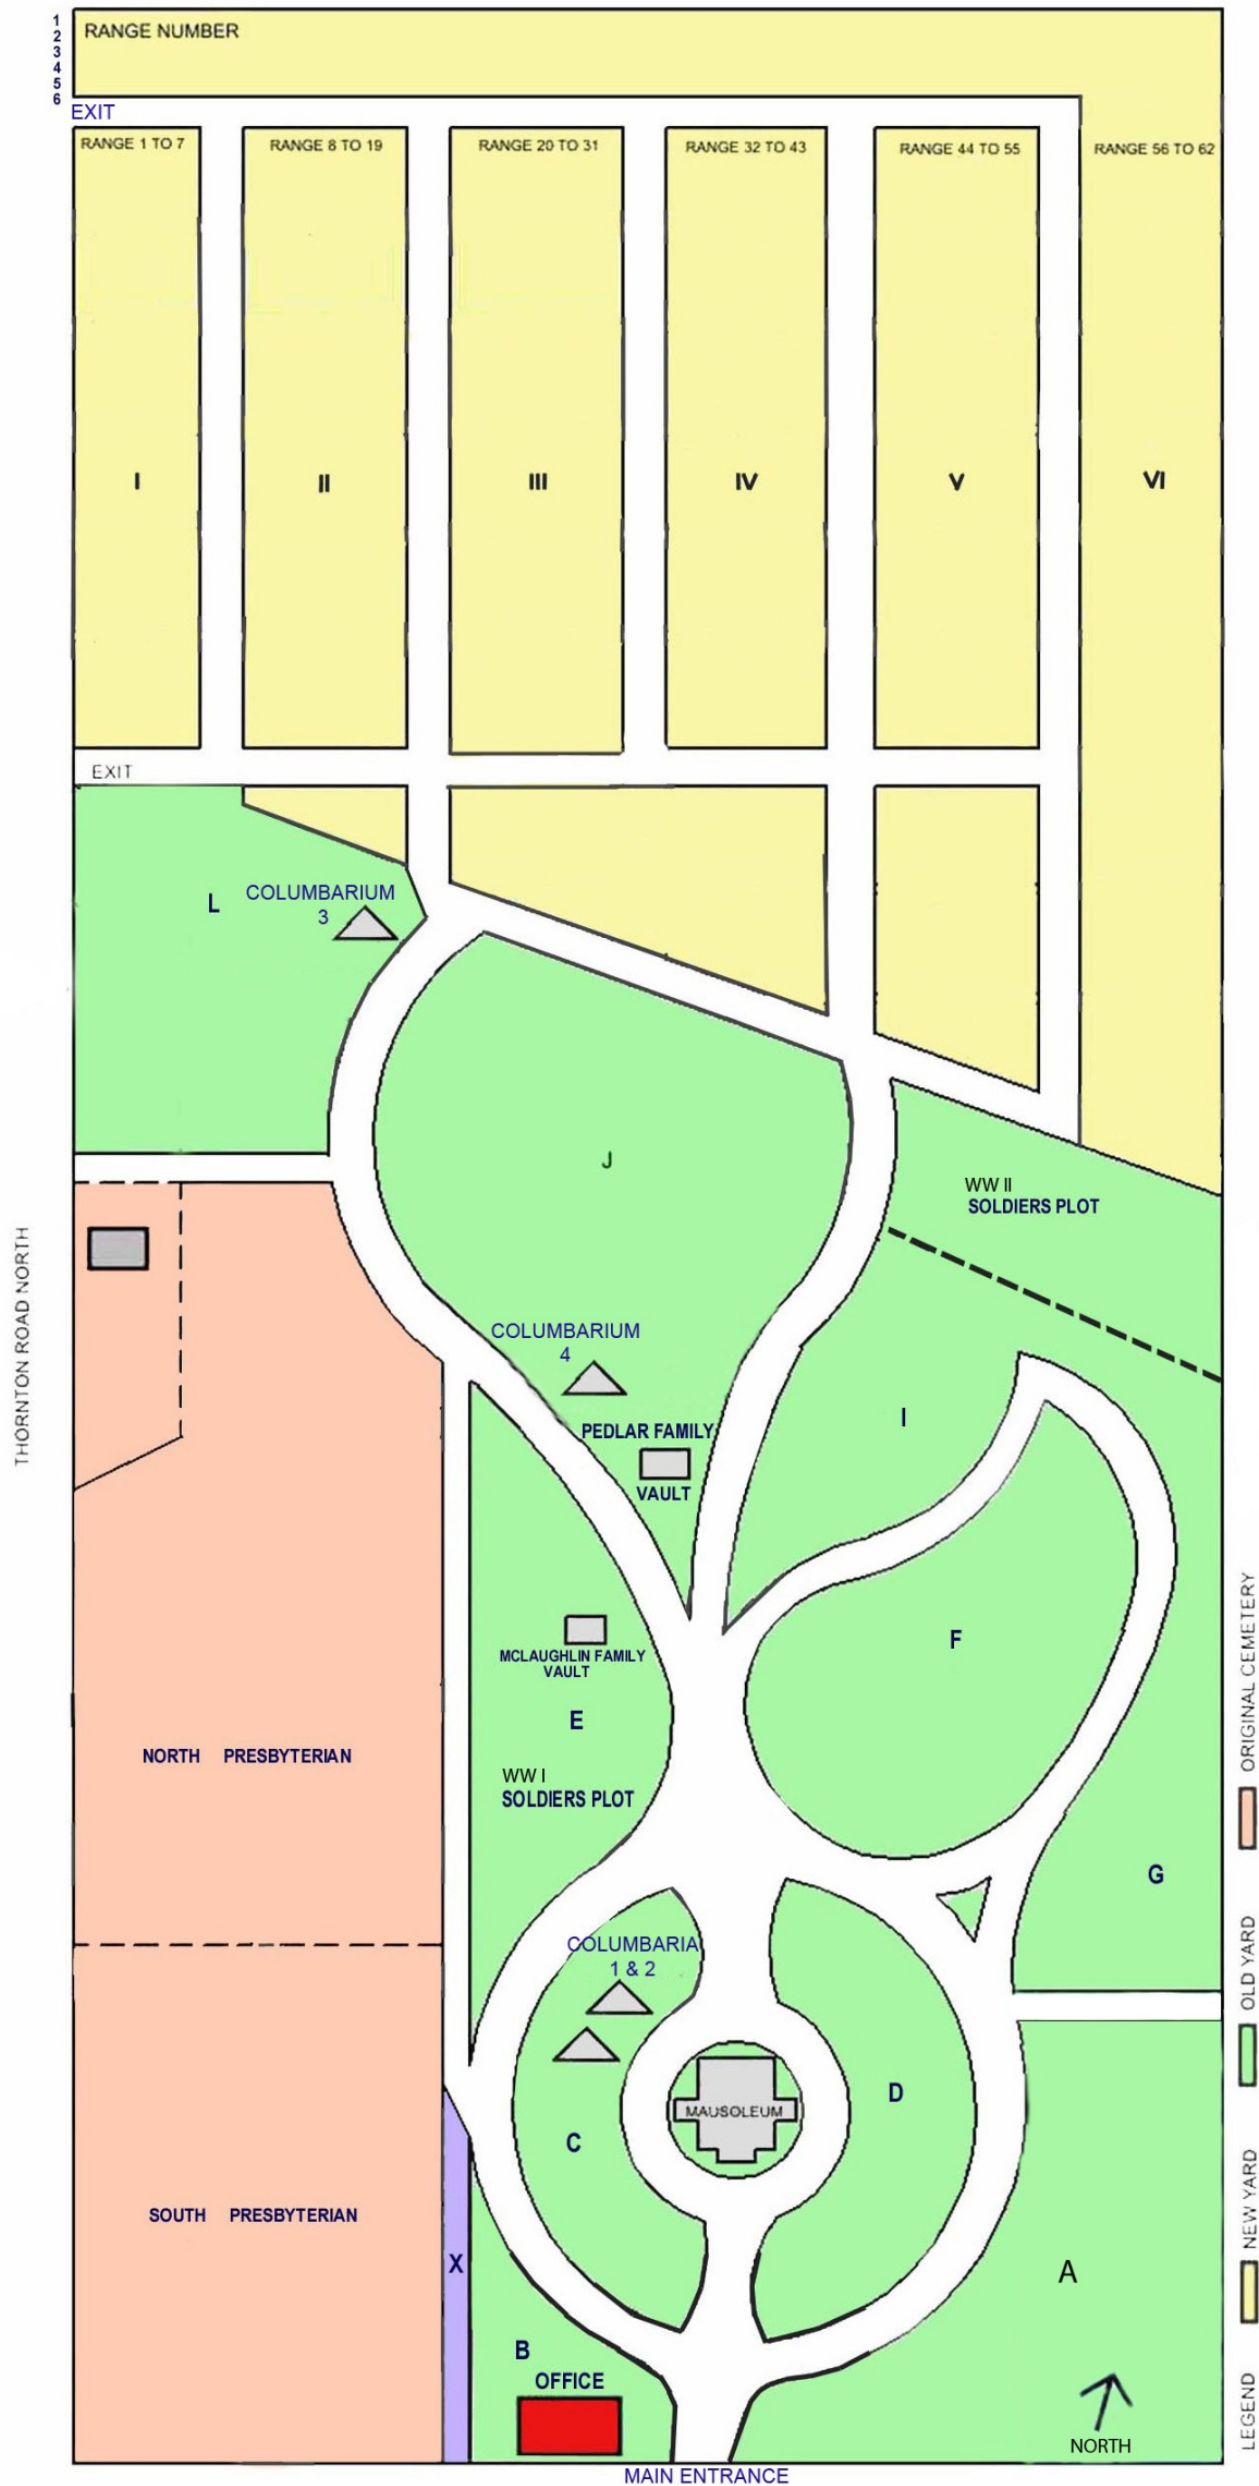 1
2
3
4
5
6
RANGE NUMBER
EXIT
RANGE 1 TO 7
RANGE 8 TO 19
RANGE 20 TO 31
RANGE 32 TO 43
RANGE 44 TO 55
RANGE 56 TO 62
I
II
III
IV
V
VI
EXIT
L
COLUMBARIUM
3
J
WW II
SOLDIERS PLOT
THORNTON ROAD NORTH
COLUMBARIUM
4
PEDLAR FAMILY
VAULT
I
F
MCLAUGHLIN FAMILY
VAULT
E
WW I
SOLDIERS PLOT
NORTH PRESBYTERIAN
G
COLUMBARIA
1 & 2
MAUSOLEUM
D
C
SOUTH PRESBYTERIAN
X
A
B
OFFICE
NORTH
MAIN ENTRANCE
LEGEND
NEW YARD
OLD YARD
ORIGINAL CEMETERY